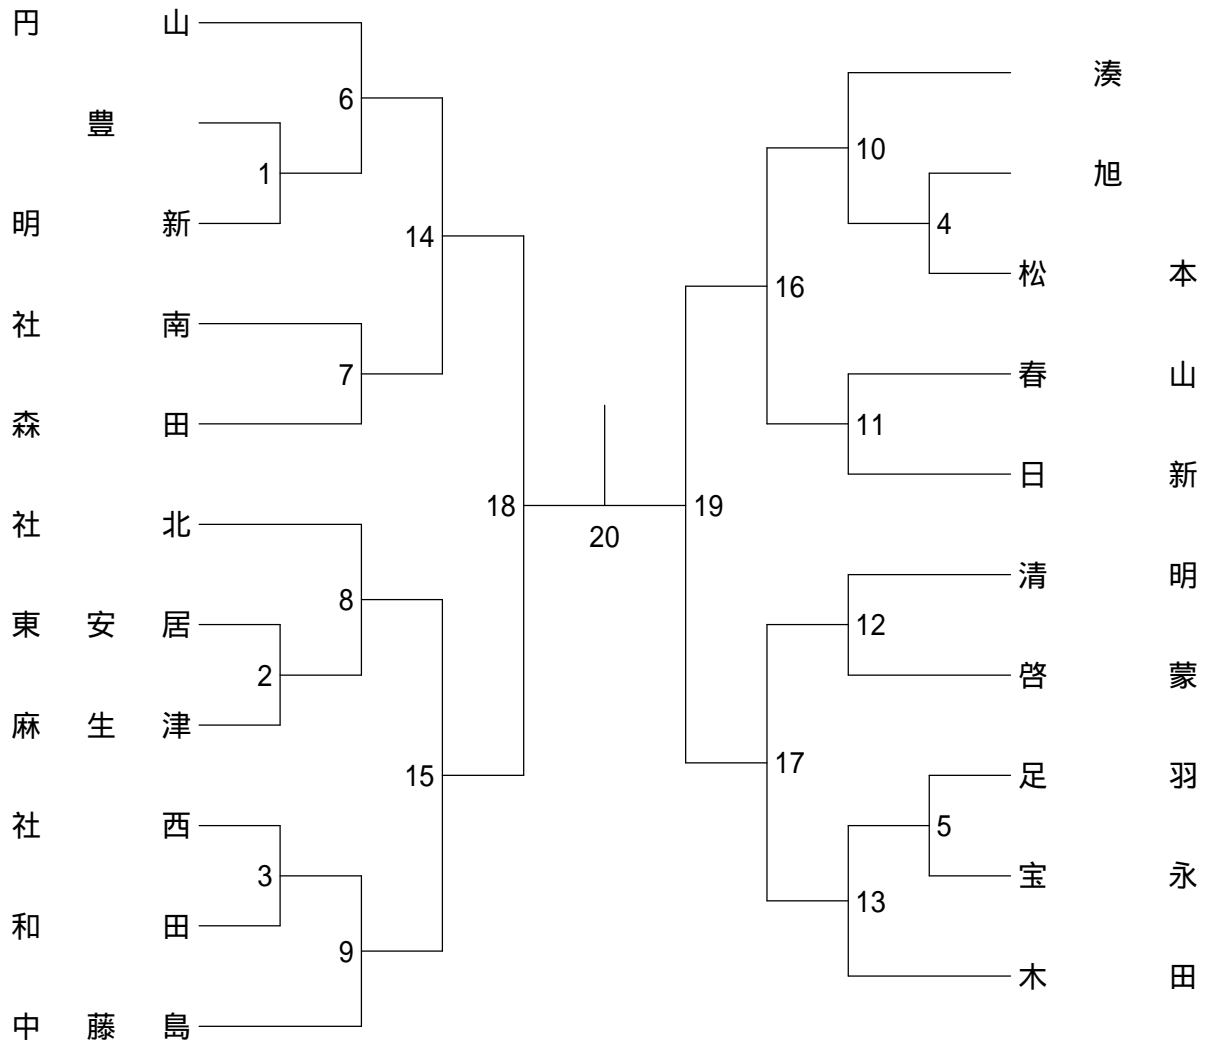 円山
豊
明新
社南
森田
社北
東安居
麻生津
社西
和田
中藤島
6
1
14
7
18
8
2
15
3
9
20
湊
旭
松本
春山
日新
清明
啓蒙
足羽
宝永
木田
10
4
16
11
19
12
17
5
13